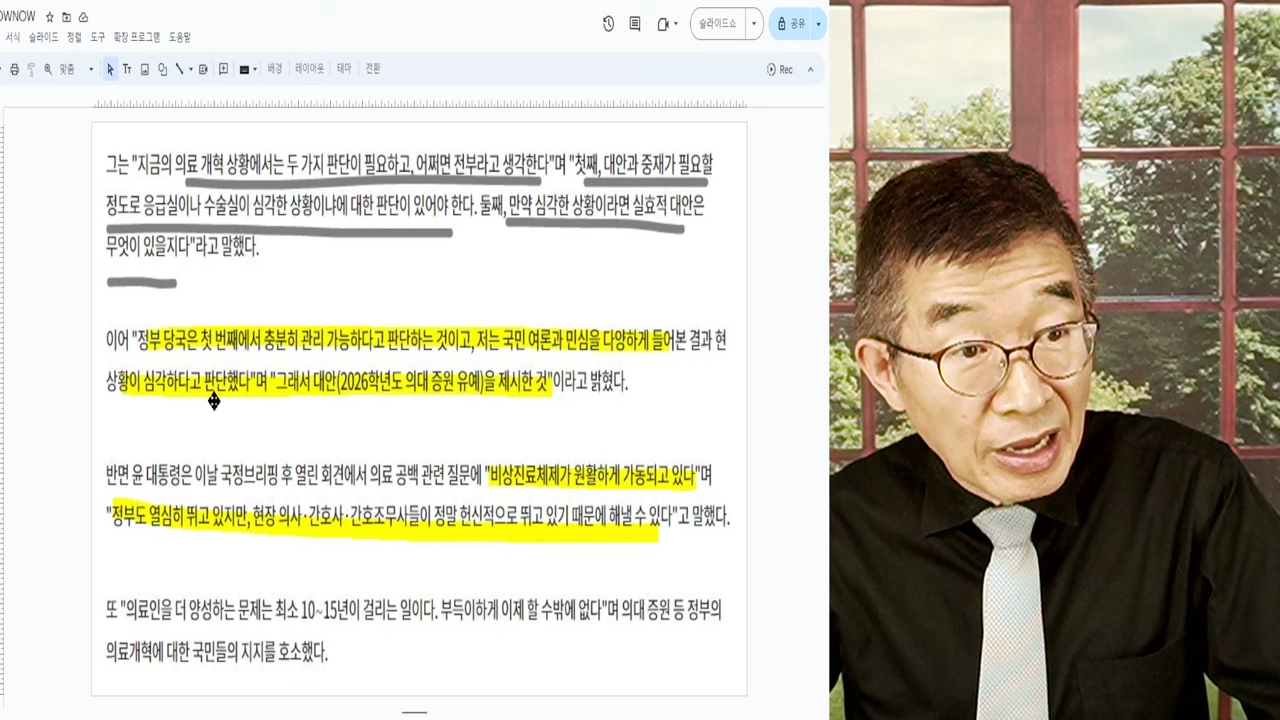 OWNOW
서식 슬라이드 정렬 도구 확장 프로그램 도움말
슬라이드쇼
공유
맞춤
Tт
배경 레이아웃 테마 전환
Rec
그는 "지금의 의료 개혁 상황에서는 두 가지 판단이 필요하고, 어쩌면 전부라고 생각한다"며 "첫째, 대안과 중재가 필요할
정도로 응급실이나 수술실이 심각한 상황이냐에 대한 판단이 있어야 한다. 둘째, 만약 심각한 상황이라면 실효적 대안은
무엇이 있을지다"라고 말했다.
이어 "정부 당국은 첫 번째에서 충분히 관리 가능하다고 판단하는 것이고, 저는 국민 여론과 민심을 다양하게 들어본 결과 현
상황이 심각하다고 판단했다"며 "그래서 대안(2026학년도 의대 증원 유예)을 제시한 것"이라고 밝혔다.
반면 윤 대통령은 이날 국정브리핑 후 열린 회견에서 의료 공백 관련 질문에 "비상진료체제가 원활하게 가동되고 있다"며
"정부도 열심히 뛰고 있지만, 현장 의사·간호사·간호조무사들이 정말 헌신적으로 뛰고 있기 때문에 해낼 수 있다"고 말했다.
또 "의료인을 더 양성하는 문제는 최소 10~15년이 걸리는 일이다. 부득이하게 이제 할 수밖에 없다"며 의대 증원 등 정부의
의료개혁에 대한 국민들의 지지를 호소했다.